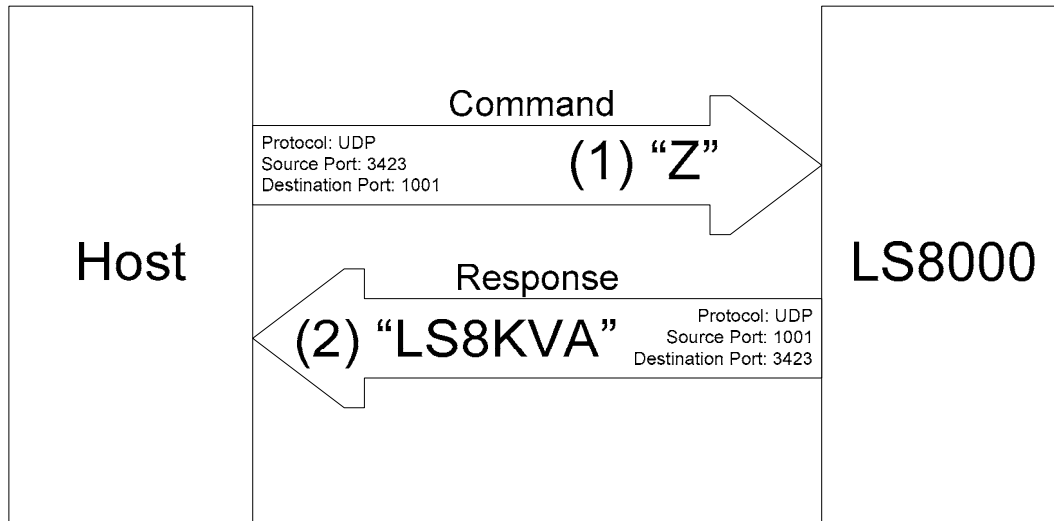 Command
Protocol: UDP
Source Port: 3423
Destination Port: 1001
(1) “Z”
Host
LS8000
Response
(2) “LS8KVA”
Protocol: UDP
Source Port: 1001
Destination Port: 3423